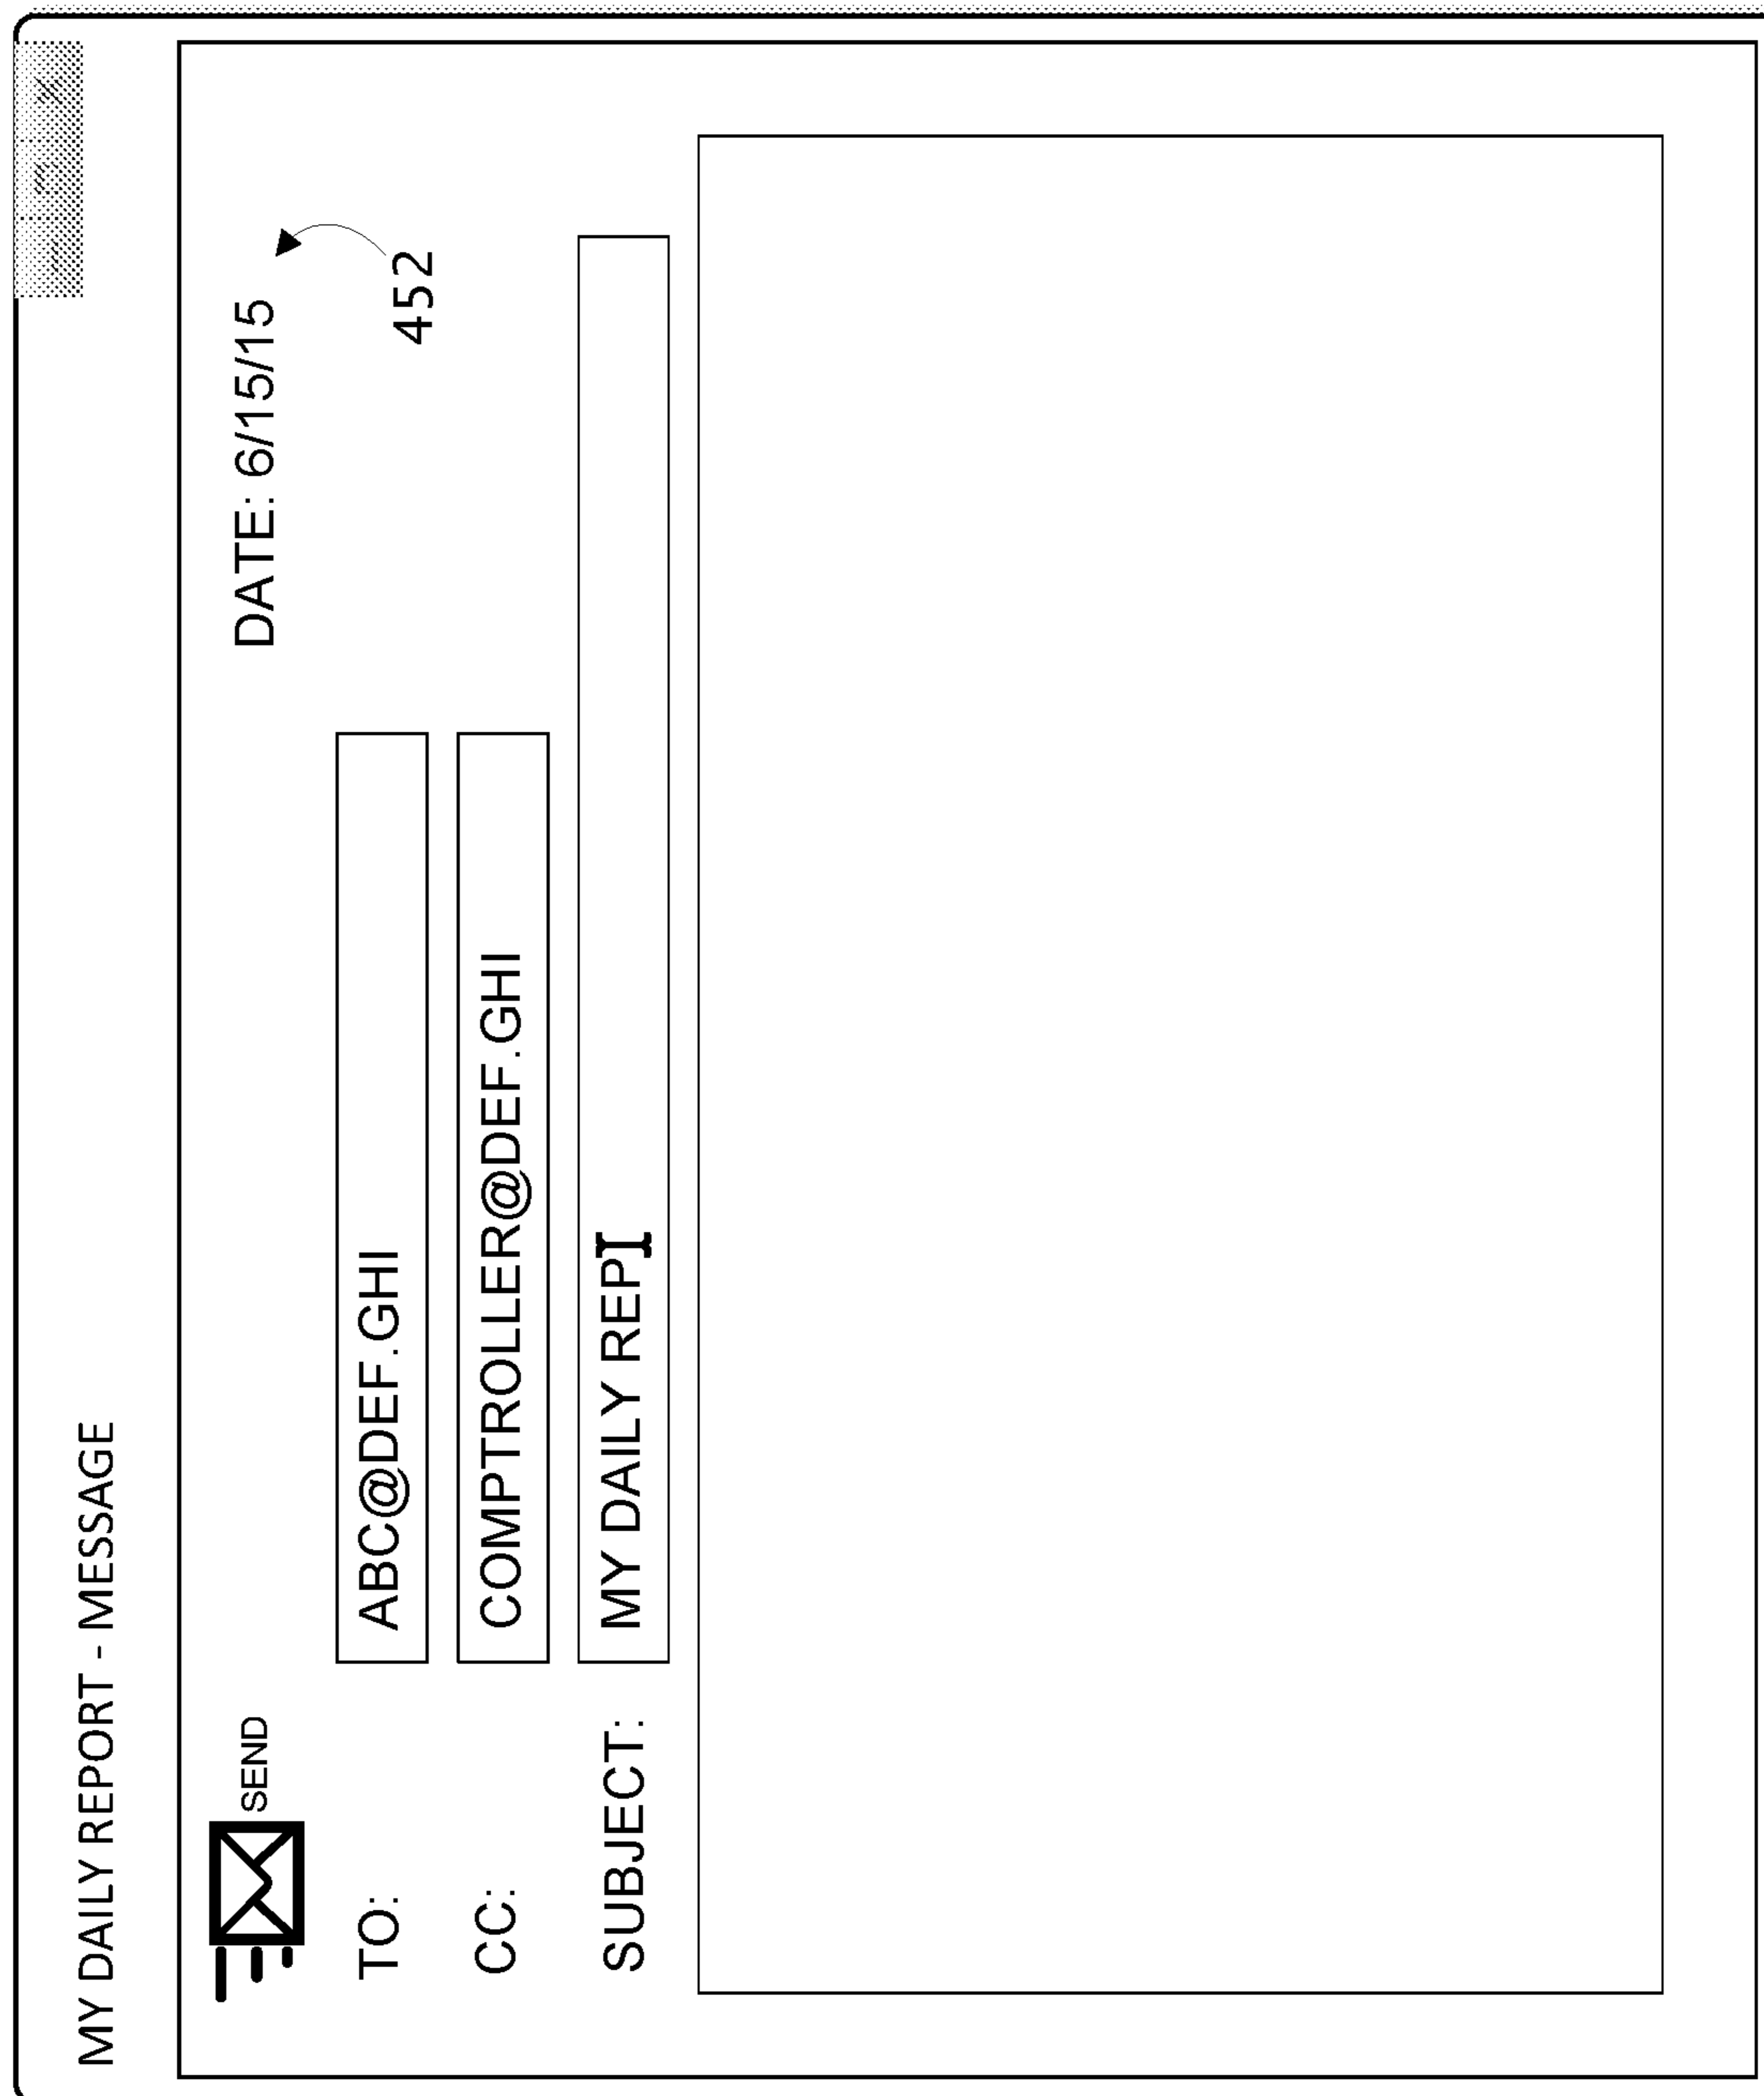 MY DAILY REPORT - MESSAGE
SEND
DATE: 6/15/15
452
TO: ABC@DEF.GHI
CC: COMPTROLLER@DEF.GHI
SUBJECT: MY DAILY REP